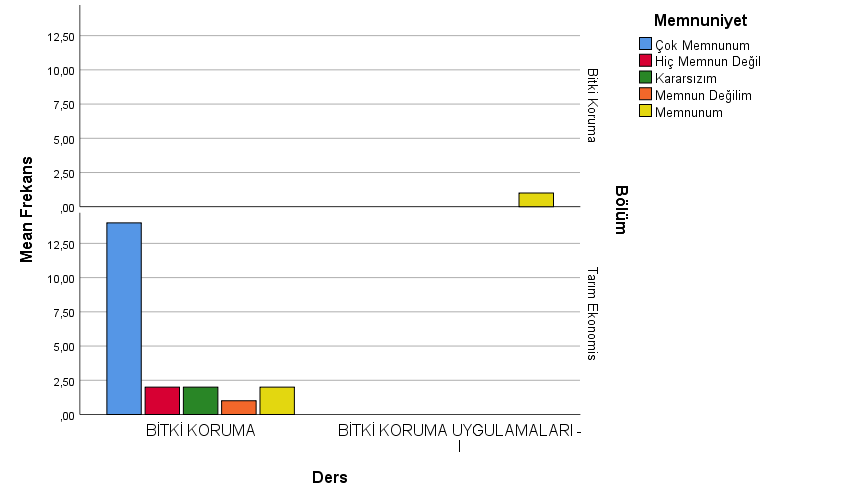 Memnuniyet
Çok Memnunum
Hiç Memnun Değil
Kararsızım
Memnun Değilim
Memnunum
Mean Frekans
12,50
10,00
7,50
5,00
2,50
,00
12,50
10,00
7,50
5,00
2,50
,00
Bitki Koruma
Tarım Ekonomis
Bölüm
BİTKİ KORUMA
BİTKİ KORUMA UYGULAMALARI -
I
Ders